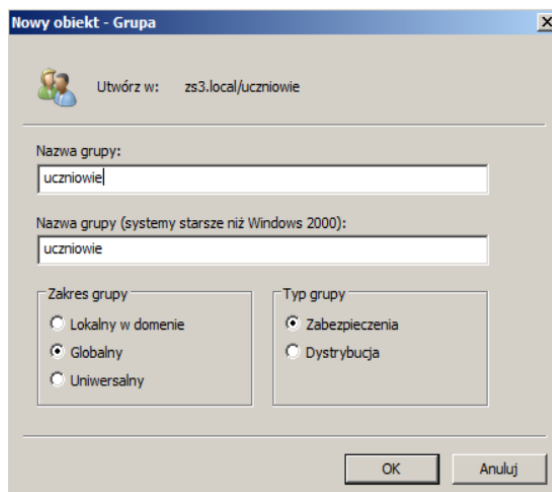 Nowy obiekt - Grupa
Utwórz w: zs3.local/uczniowie
Nazwa grupy:
uczniowie
Nazwa grupy (systemy starsze niż Windows 2000):
uczniowie
Zakres grupy
Lokalny w domenie
Globalny
Uniwersalny
Typ grupy
Zabezpieczenia
Dystrybucja
OK Anuluj